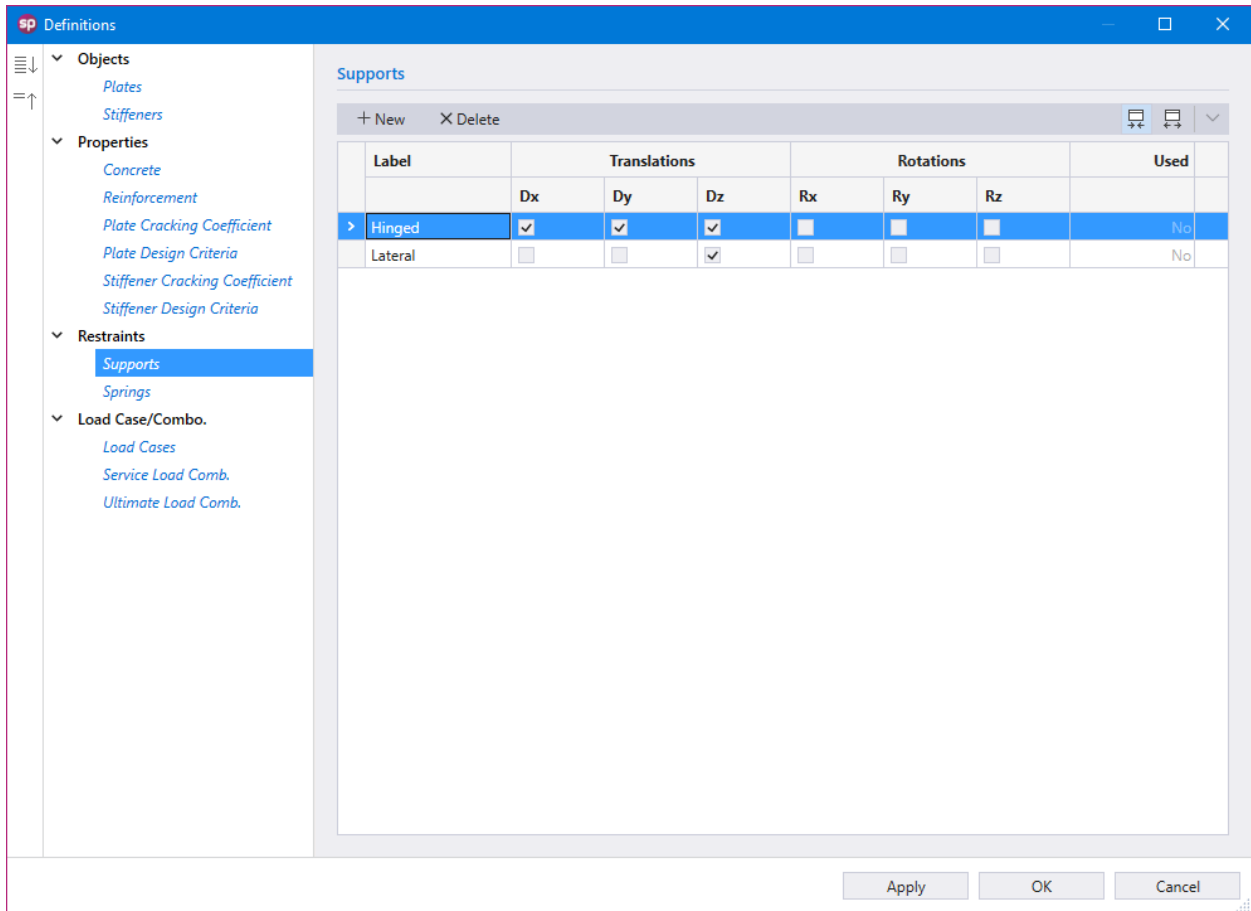 sp Definitions
Objects
Plates
Stiffeners
Properties
Concrete
Reinforcement
Plate Cracking Coefficient
Plate Design Criteria
Stiffener Cracking Coefficient
Stiffener Design Criteria
Restraints
Supports
Springs
Load Case/Combo.
Load Cases
Service Load Comb.
Ultimate Load Comb.
Supports
New Delete
Label Translations Rotations Used
Dx Dy Dz Rx Ry Rz
Hinged No
Lateral No
Apply OK Cancel